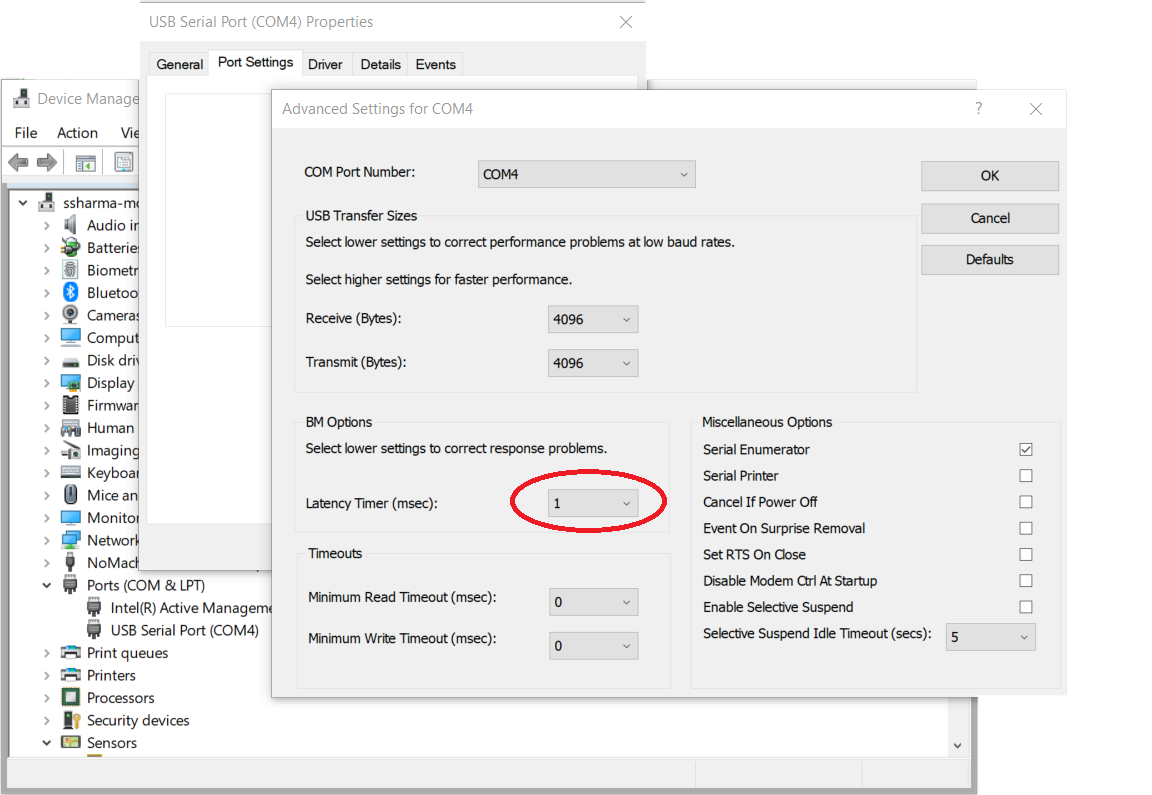 USB Serial Port (COM4) Properties
General
Port Settings
Driver
Details
Events
Device Manage
File
Action
Vie
ssharma-mo
Audio in
Batteries
Biometr
Bluetoo
Cameras
Comput
Disk driv
Display
Firmwar
Human
Imaging
Keyboar
Mice an
Monitor
Network
NoMach
Ports (COM & LPT)
Intel(R) Active Manageme
USB Serial Port (COM4)
Print queues
Printers
Processors
Security devices
Sensors
Advanced Settings for COM4
?
COM Port Number:
COM4
OK
Cancel
Defaults
USB Transfer Sizes
Select lower settings to correct performance problems at low baud rates.
Select higher settings for faster performance.
Receive (Bytes):
4096
Transmit (Bytes):
4096
BM Options
Select lower settings to correct response problems.
Latency Timer (msec):
1
Timeouts
Minimum Read Timeout (msec):
0
Minimum Write Timeout (msec):
0
Miscellaneous Options
Serial Enumerator
Serial Printer
Cancel If Power Off
Event On Surprise Removal
Set RTS On Close
Disable Modem Ctrl At Startup
Enable Selective Suspend
Selective Suspend Idle Timeout (secs):
5